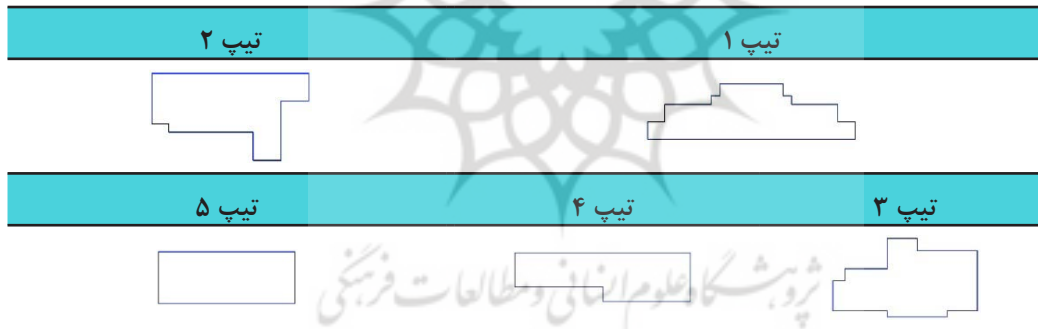 تیپ ۱ تیپ ۲
تیپ ۳ تیپ ۴ تیپ ۵
پژوهشگاه علوم انسانی و مطالعات فرهنگی